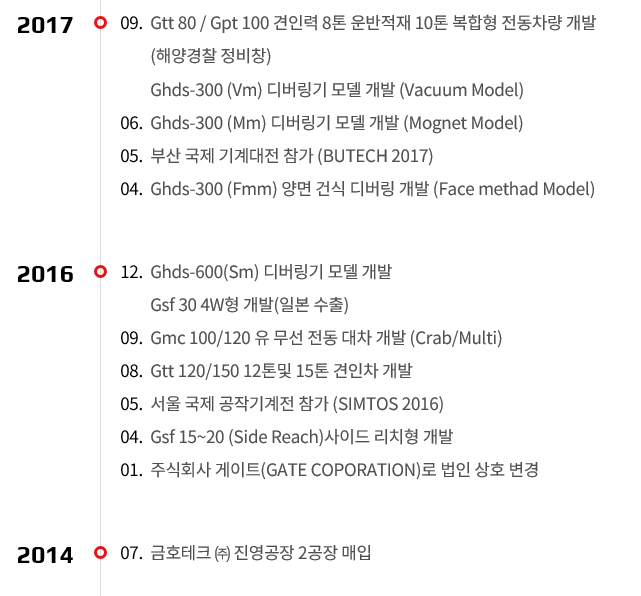 2017 09. Gtt 80 / Gpt 100 견인력 8톤 운반적재 10톤 복합형 전동차량 개발
(해양경찰 정비창)
Ghds-300 (Vm) 디버링기 모델 개발 (Vacuum Model)
06. Ghds-300 (Mm) 디버링기 모델 개발 (Mognet Model)
05. 부산 국제 기계대전 참가 (BUTECH 2017)
04. Ghds-300 (Fmm) 양면 건식 디버링 개발 (Face methad Model)
2016 12. Ghds-600(Sm) 디버링기 모델 개발
Gsf 30 4W형 개발(일본 수출)
09. Gmc 100/120 유 무선 전동 대차 개발 (Crab/Multi)
08. Gtt 120/150 12톤및 15톤 견인차 개발
05. 서울 국제 공작기계전 참가 (SIMTOS 2016)
04. Gsf 15~20 (Side Reach)사이드 리치형 개발
01. 주식회사 게이트(GATE COPORATION)로 법인 상호 변경
2014 07. 금호테크 ㈜ 진영공장 2공장 매입